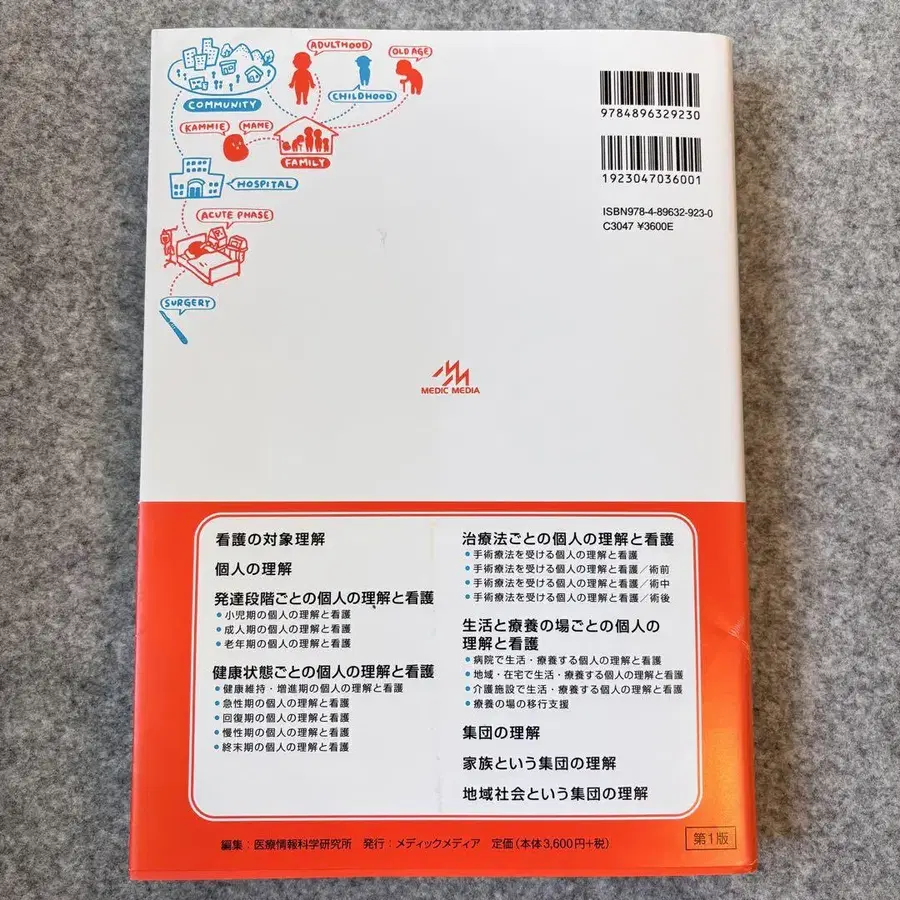 ADULTHOOD
OLD AGE
CHILDHOOD
COMMUNITY
KAMMIE
MAME
FAMILY
HOSPITAL
ACUTE PHASE
SURGERY
9784896329230
1923047036001
ISBN978-4-89632-923-0
C3047 ¥3600E
MEDIC MEDIA
看護の対象理解
個人の理解
発達段階ごとの個人の理解と看護
・小児期の個人の理解と看護
・成人期の個人の理解と看護
・老年期の個人の理解と看護
健康状態ごとの個人の理解と看護
・健康維持・増進期の個人の理解と看護
・急性期の個人の理解と看護
・回復期の個人の理解と看護
・慢性期の個人の理解と看護
・終末期の個人の理解と看護
治療法ごとの個人の理解と看護
・手術療法を受ける個人の理解と看護
・手術療法を受ける個人の理解と看護／術前
・手術療法を受ける個人の理解と看護／術中
・手術療法を受ける個人の理解と看護／術後
生活と療養の場ごとの個人の
理解と看護
・病院で生活・療養する個人の理解と看護
・地域・在宅で生活・療養する個人の理解と看護
・介護施設で生活・療養する個人の理解と看護
・療養の場の移行支援
集団の理解
家族という集団の理解
地域社会という集団の理解
編集：医療情報科学研究所　発行：メディックメディア　定価（本体3,600円+税）
第1版